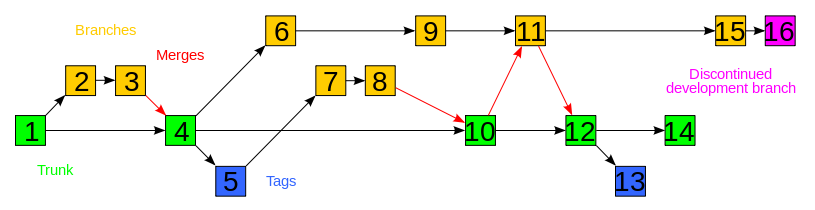 6
9
11
15
16
Branches
Merges
2
3
7
8
Discontinued
development branch
1
4
10
12
14
Trunk
5
Tags
13